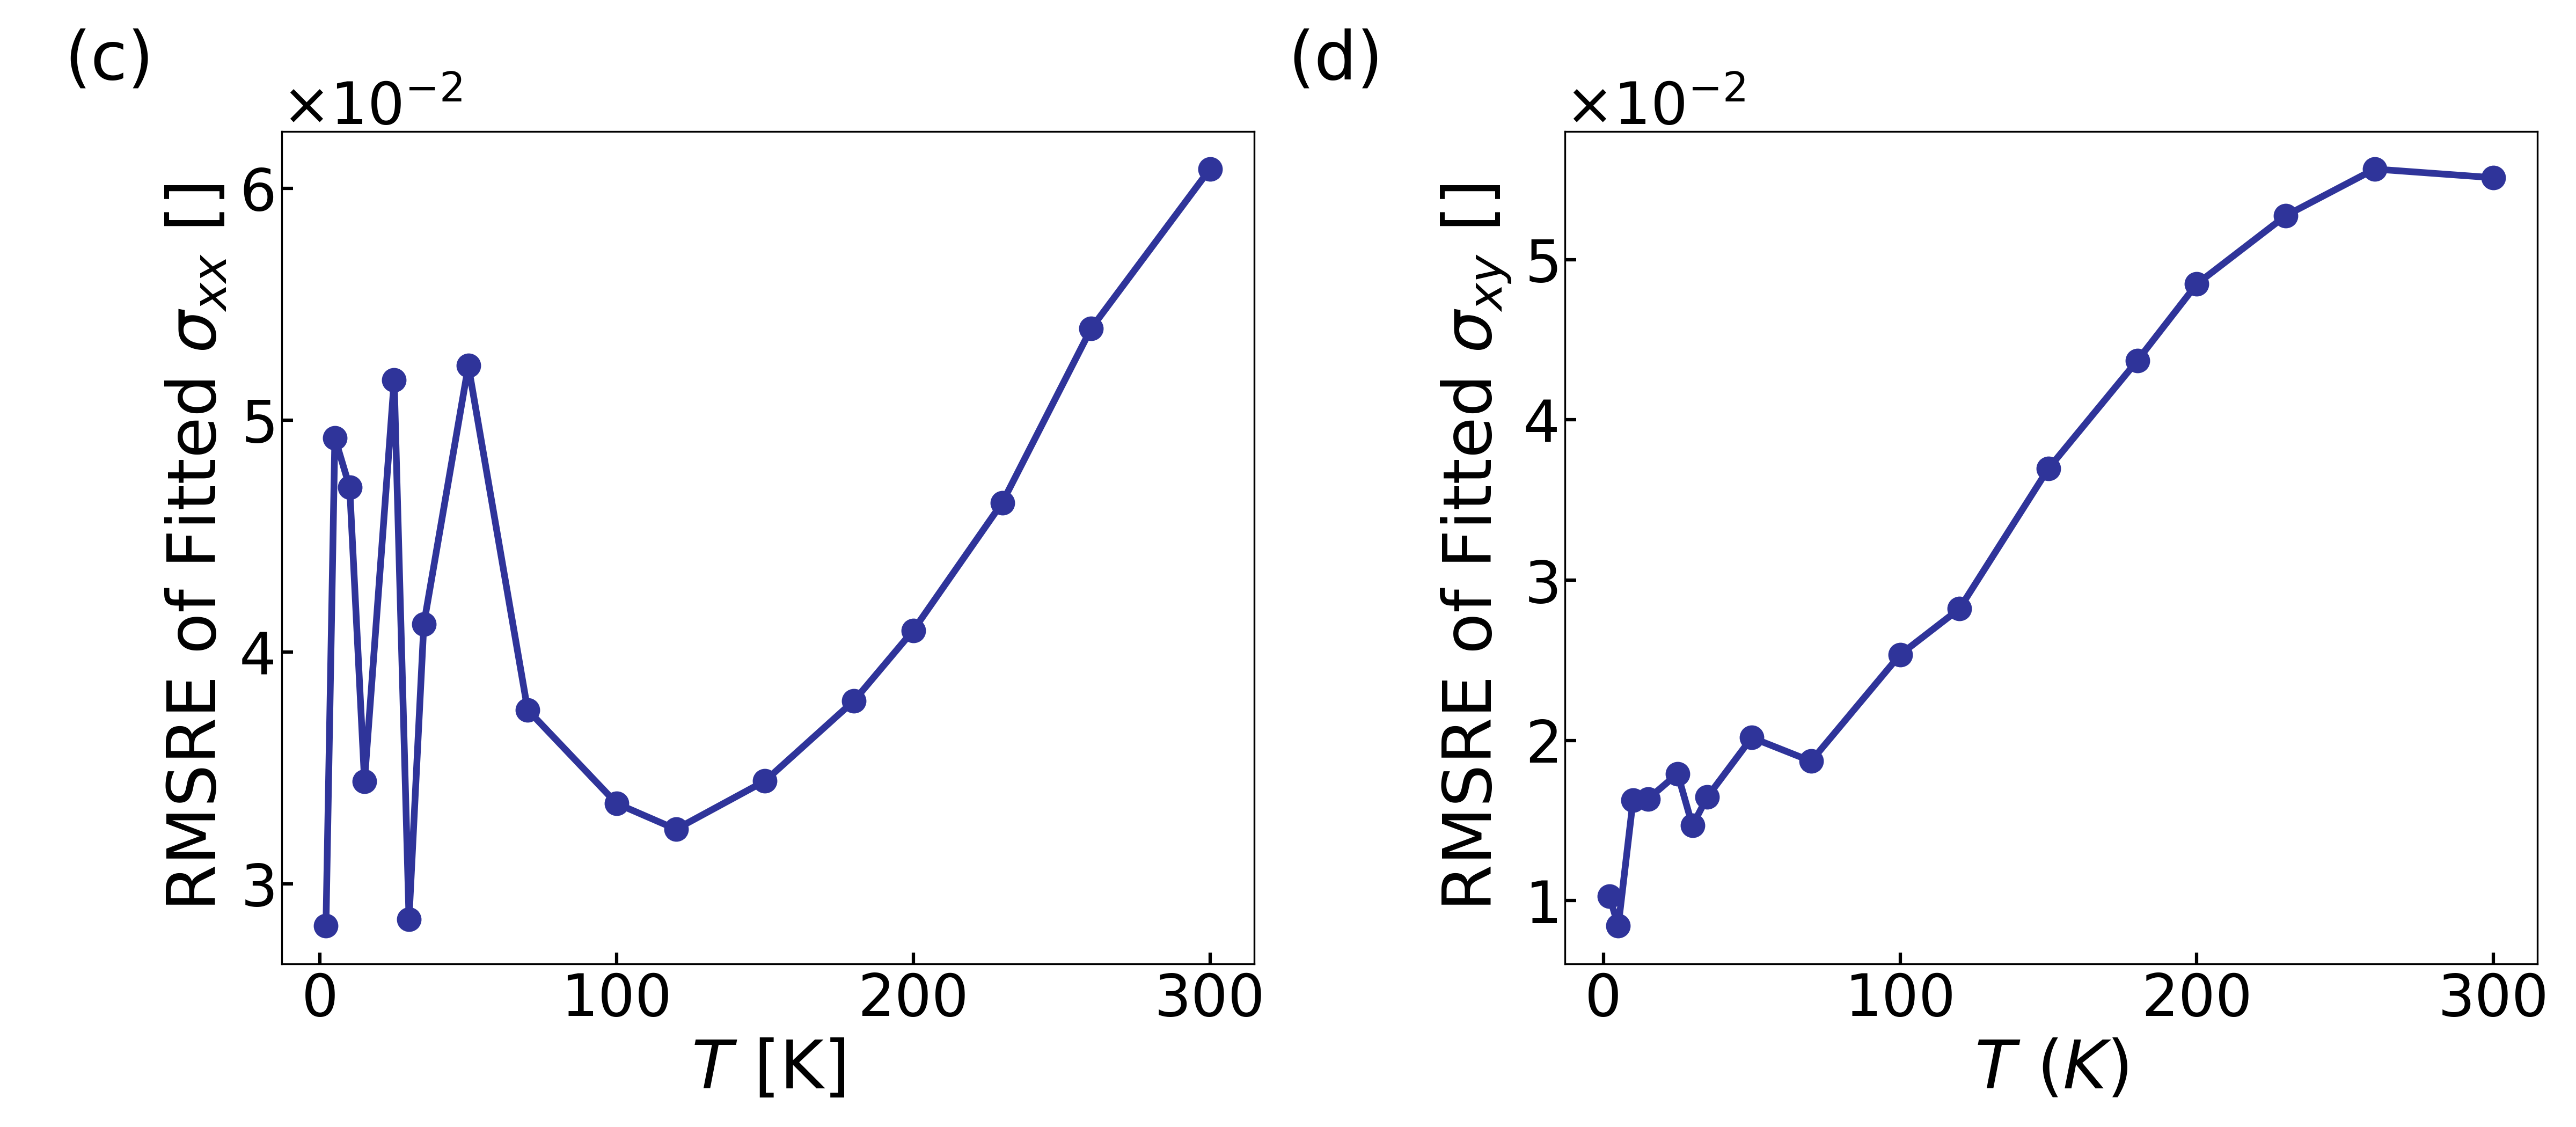 (c)
×10⁻²
RMSRE of Fitted σ_xx []
6
5
4
3
0 100 200 300
T [K]
(d)
×10⁻²
RMSRE of Fitted σ_xy []
5
4
3
2
1
0 100 200 300
T (K)